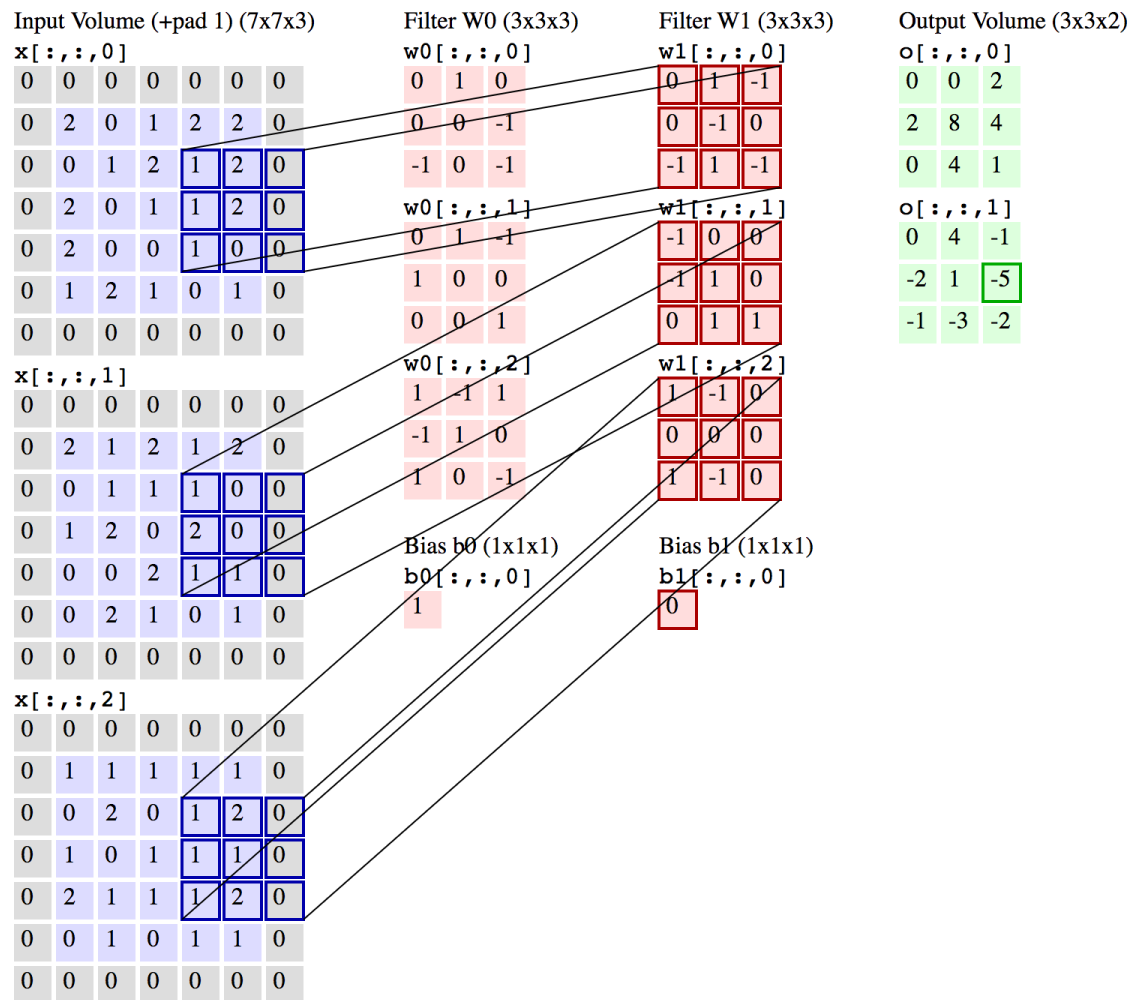 Input Volume (+pad 1) (7x7x3)
x[:,:,0]
0 0 0 0 0 0 0
0 2 0 1 2 2 0
0 0 1 2 1 2 0
0 2 0 1 1 2 0
0 2 0 0 1 0 0
0 1 2 1 0 1 0
0 0 0 0 0 0 0
x[:,:,1]
0 0 0 0 0 0 0
0 2 1 2 1 2 0
0 0 1 1 1 0 0
0 1 2 0 2 0 0
0 0 0 2 1 1 0
0 0 2 1 0 1 0
0 0 0 0 0 0 0
x[:,:,2]
0 0 0 0 0 0 0
0 1 1 1 1 1 0
0 0 2 0 1 2 0
0 1 0 1 1 1 0
0 2 1 1 1 2 0
0 0 1 0 1 1 0
0 0 0 0 0 0 0
Filter W0 (3x3x3)
w0[:,:,0]
0 1 0
0 0 -1
-1 0 -1
w0[:,:,1]
0 1 -1
1 0 0
0 0 1
w0[:,:,2]
1 -1 1
-1 1 0
1 0 -1
Bias b0 (1x1x1)
b0[:,:,0]
1
Filter W1 (3x3x3)
w1[:,:,0]
0 1 -1
0 -1 0
-1 1 -1
w1[:,:,1]
-1 0 0
-1 1 0
0 1 1
w1[:,:,2]
1 -1 0
0 0 0
1 -1 0
Bias b1 (1x1x1)
b1[:,:,0]
0
Output Volume (3x3x2)
o[:,:,0]
0 0 2
2 8 4
0 4 1
o[:,:,1]
0 4 -1
-2 1 -5
-1 -3 -2